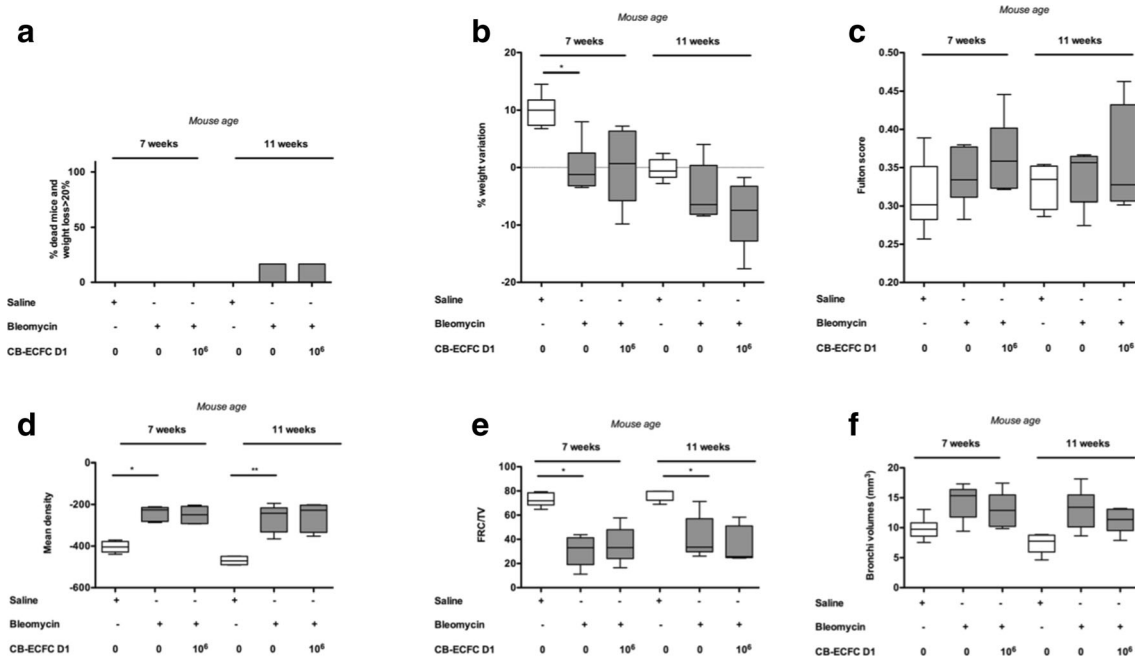 a
Mouse age
7 weeks 11 weeks
% dead mice and
weight loss>20%
100
50
0
Saline + - - + - -
Bleomycin - + + - + +
CB-ECFC D1 0 0 10⁶ 0 0 10⁶
b
Mouse age
7 weeks 11 weeks
% weight variation
20
10
0
-10
-20
*
Saline + - - + - -
Bleomycin - + + - + +
CB-ECFC D1 0 0 10⁶ 0 0 10⁶
c
Mouse age
7 weeks 11 weeks
Fulton score
0.50
0.45
0.40
0.35
0.30
0.25
0.20
Saline + - - + - -
Bleomycin - + + - + +
CB-ECFC D1 0 0 10⁶ 0 0 10⁶
d
Mouse age
7 weeks 11 weeks
Mean density
-0
-200
-400
-600
* **
Saline + - - + - -
Bleomycin - + + - + +
CB-ECFC D1 0 0 10⁶ 0 0 10⁶
e
Mouse age
7 weeks 11 weeks
FRC/TV
100
80
60
40
20
0
* *
Saline + - - + - -
Bleomycin - + + - + +
CB-ECFC D1 0 0 10⁶ 0 0 10⁶
f
Mouse age
7 weeks 11 weeks
Bronchi volumes (mm³)
20
15
10
5
0
Saline + - - + - -
Bleomycin - + + - + +
CB-ECFC D1 0 0 10⁶ 0 0 10⁶